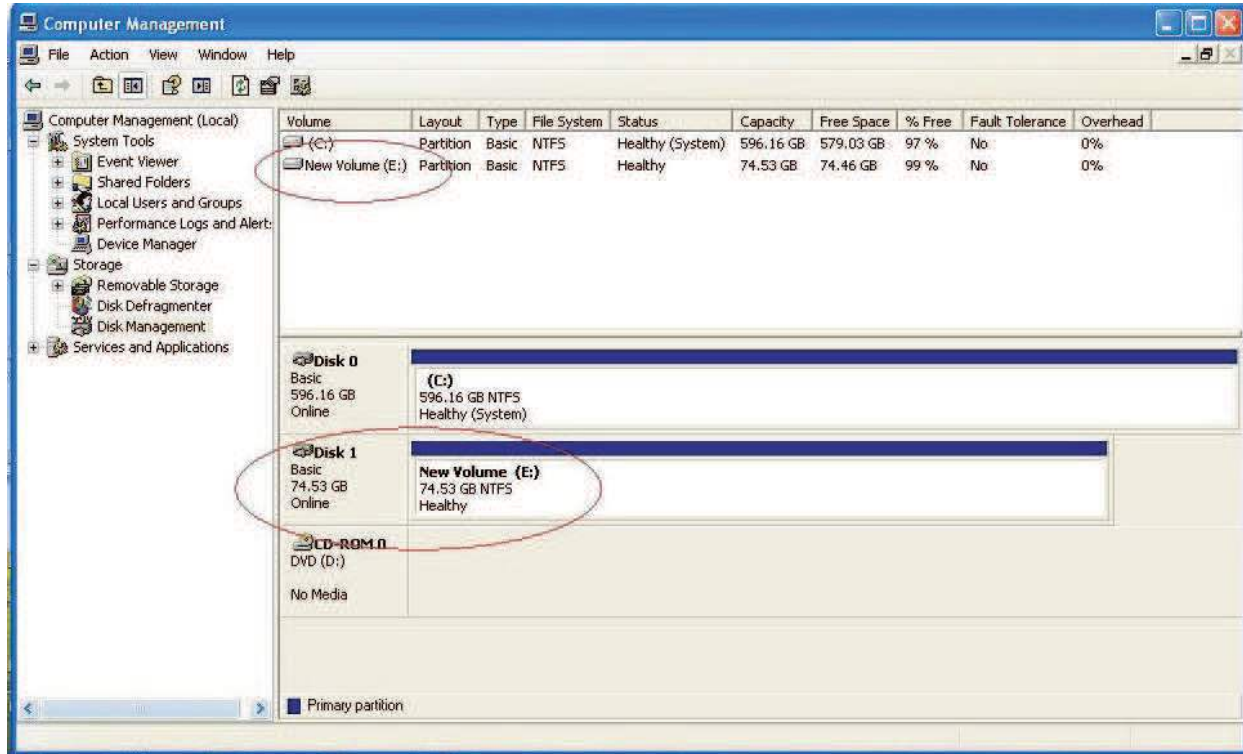 Computer Management
File Action View Window Help
Computer Management (Local)
System Tools
Event Viewer
Shared Folders
Local Users and Groups
Performance Logs and Alert:
Device Manager
Storage
Removable Storage
Disk Defragmenter
Disk Management
Services and Applications
Volume Layout Type File System Status Capacity Free Space % Free Fault Tolerance Overhead
(C:) Partition Basic NTFS Healthy (System) 596.16 GB 579.03 GB 97 % No 0%
New Volume (E:) Partition Basic NTFS Healthy 74.53 GB 74.46 GB 99 % No 0%
Disk 0
Basic
596.16 GB
Online
(C:)
596.16 GB NTFS
Healthy (System)
Disk 1
Basic
74.53 GB
Online
New Volume (E:)
74.53 GB NTFS
Healthy
CD-ROM 0
DVD (D:)
No Media
Primary partition